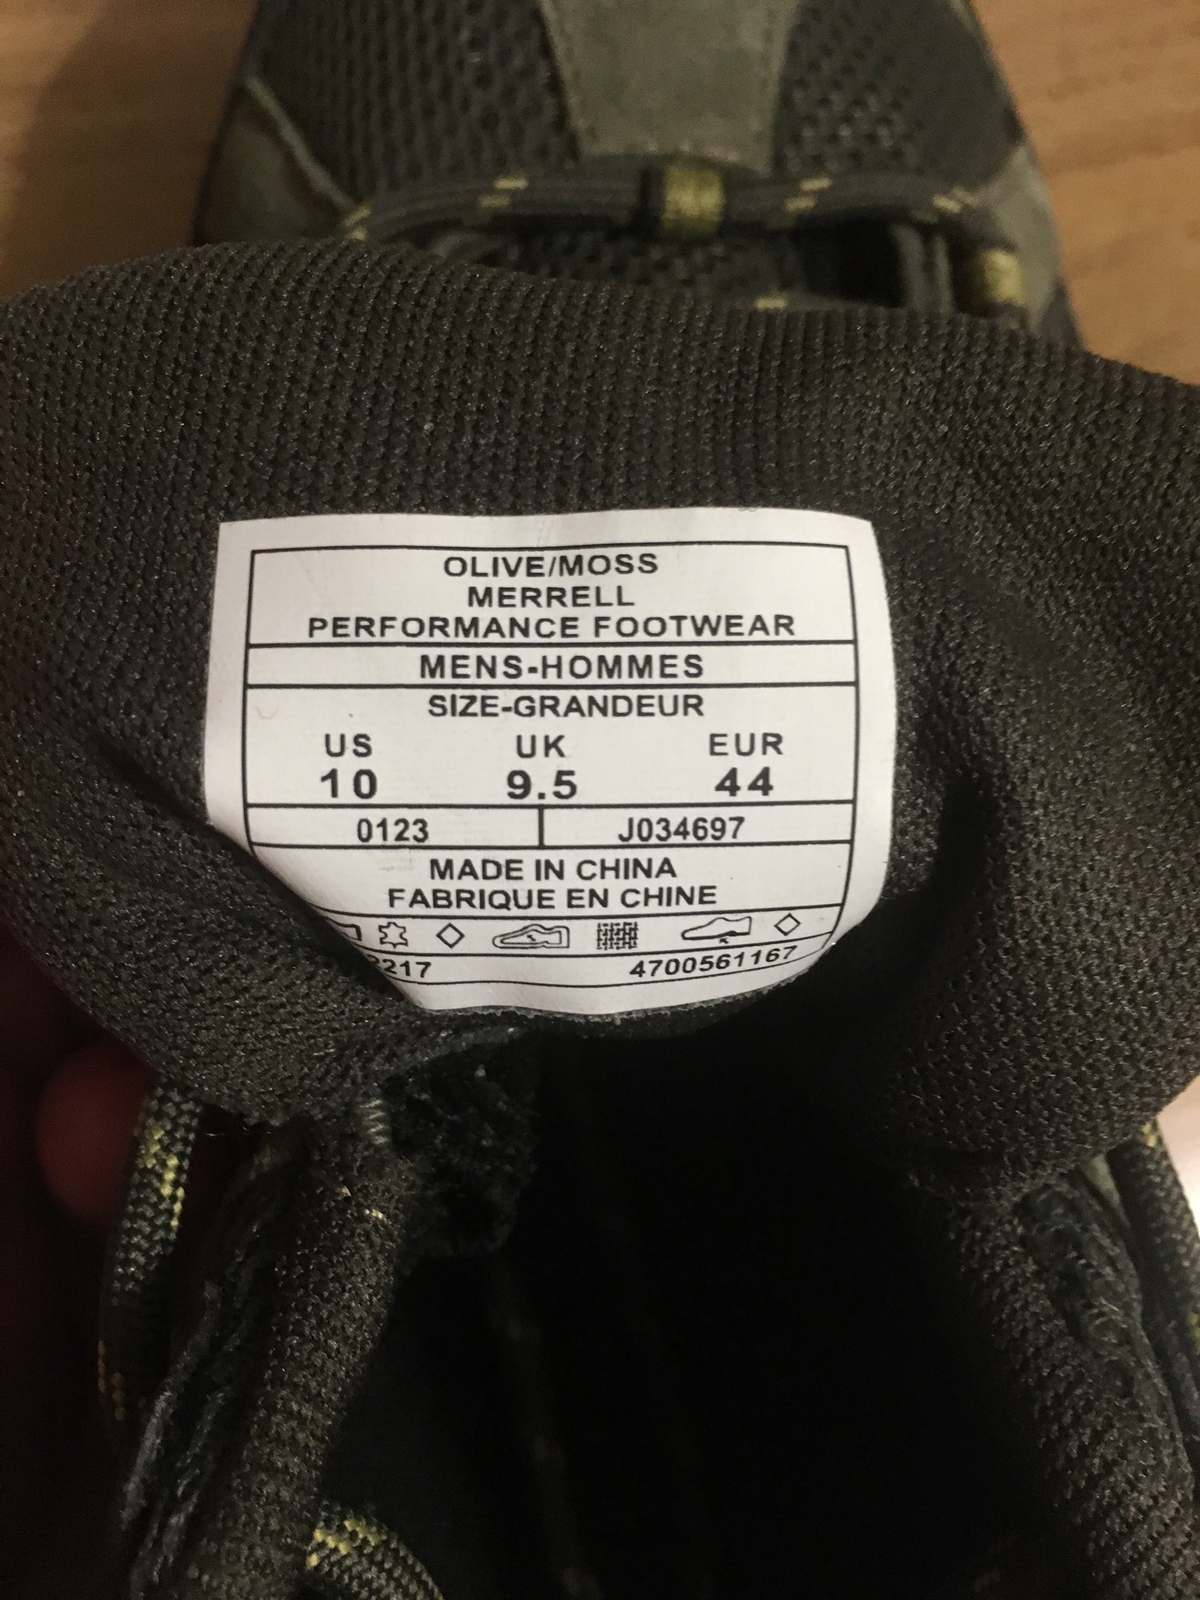 OLIVE/MOSS
MERRELL
PERFORMANCE FOOTWEAR
MENS-HOMMES
SIZE-GRANDEUR
US UK EUR
10 9.5 44
0123 J034697
MADE IN CHINA
FABRIQUE EN CHINE
4700561167